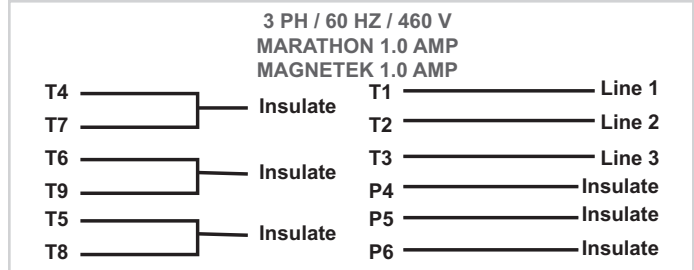 3 PH / 60 HZ / 460 V
MARATHON 1.0 AMP
MAGNETEK 1.0 AMP
T4
T7
Insulate
T6
T9
Insulate
T5
T8
Insulate
T1 Line 1
T2 Line 2
T3 Line 3
P4 Insulate
P5 Insulate
P6 Insulate